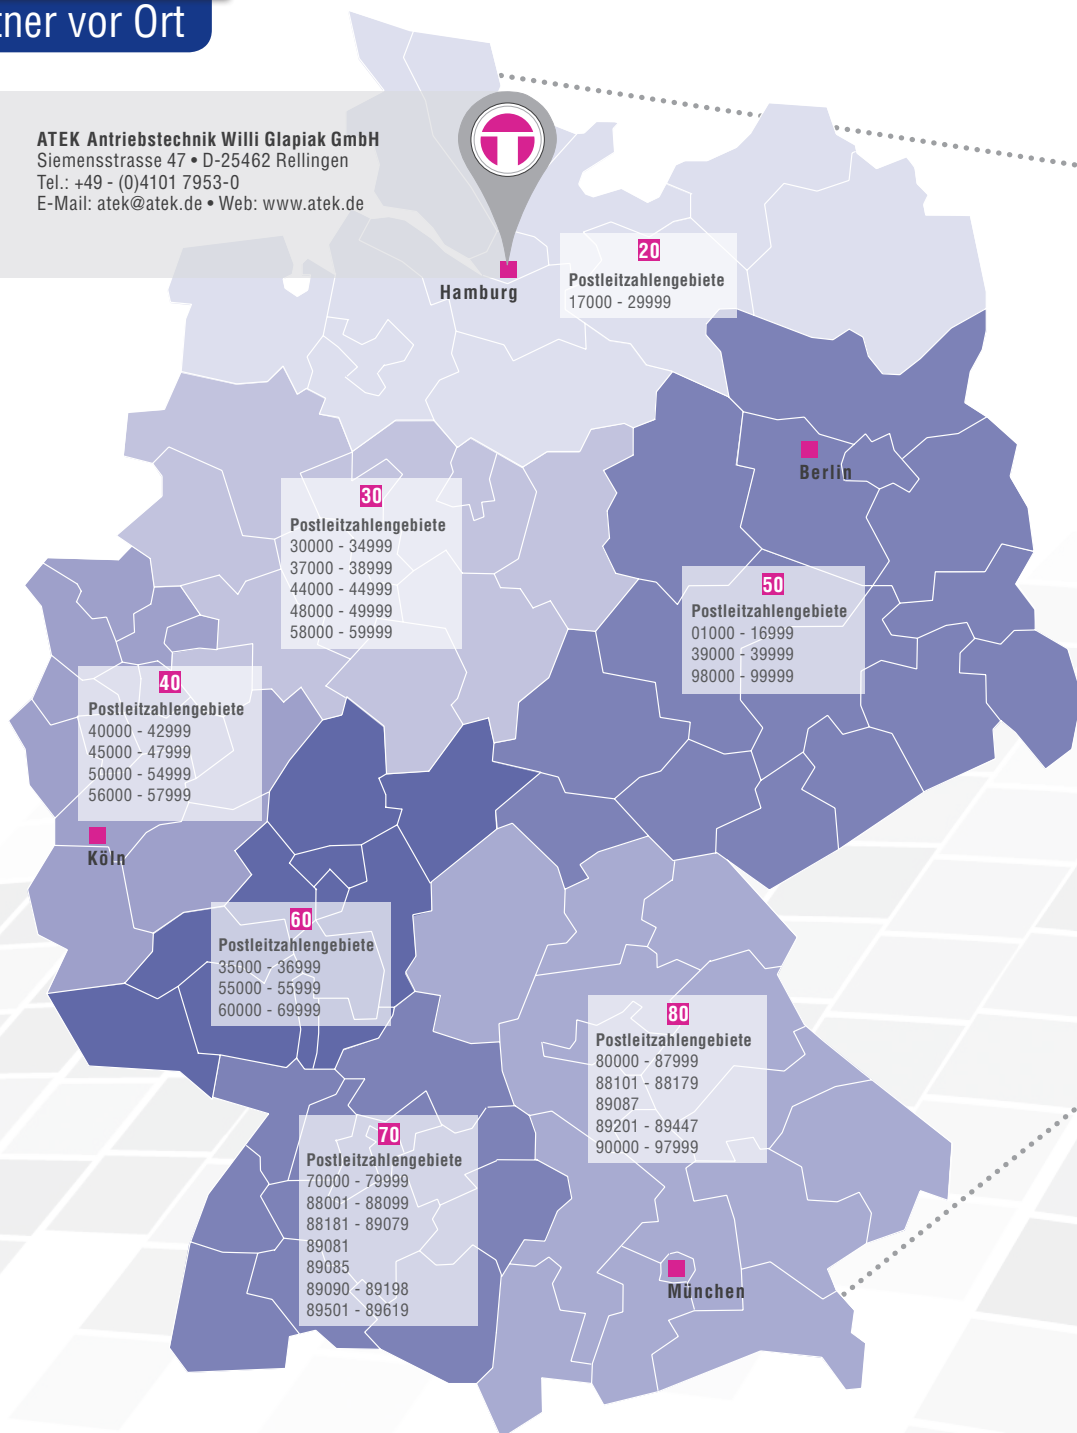 vor Ort
ATEK Antriebstechnik Willi Glapiak GmbH
Siemensstrasse 47 • D-25462 Rellingen
Tel.: +49 - (0)4101 7953-0
E-Mail: atek@atek.de • Web: www.atek.de
Hamburg
20
Postleitzahlengebiete
17000 - 29999
Berlin
30
Postleitzahlengebiete
30000 - 34999
37000 - 38999
44000 - 44999
48000 - 49999
58000 - 59999
50
Postleitzahlengebiete
01000 - 16999
39000 - 39999
98000 - 99999
40
Postleitzahlengebiete
40000 - 42999
45000 - 47999
50000 - 54999
56000 - 57999
Köln
60
Postleitzahlengebiete
35000 - 36999
55000 - 55999
60000 - 69999
80
Postleitzahlengebiete
80000 - 87999
88101 - 88179
89087
89201 - 89447
90000 - 97999
70
Postleitzahlengebiete
70000 - 79999
88001 - 88099
88181 - 89079
89081
89085
89090 - 89198
89501 - 89619
München